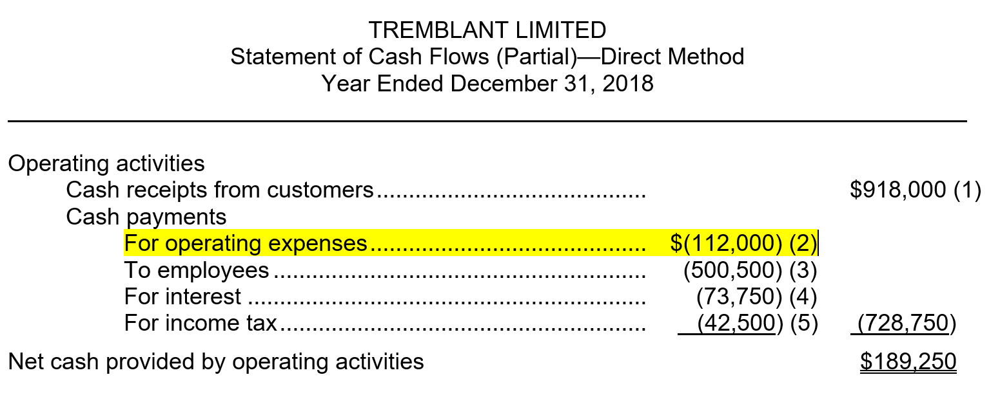 TREMBLANT LIMITED
Statement of Cash Flows (Partial)—Direct Method
Year Ended December 31, 2018
Operating activities
Cash receipts from customers.......................................... $918,000 (1)
Cash payments
For operating expenses........................................... $(112,000) (2)
To employees.......................................................... (500,500) (3)
For interest .............................................................. (73,750) (4)
For income tax......................................................... (42,500) (5) (728,750)
Net cash provided by operating activities $189,250